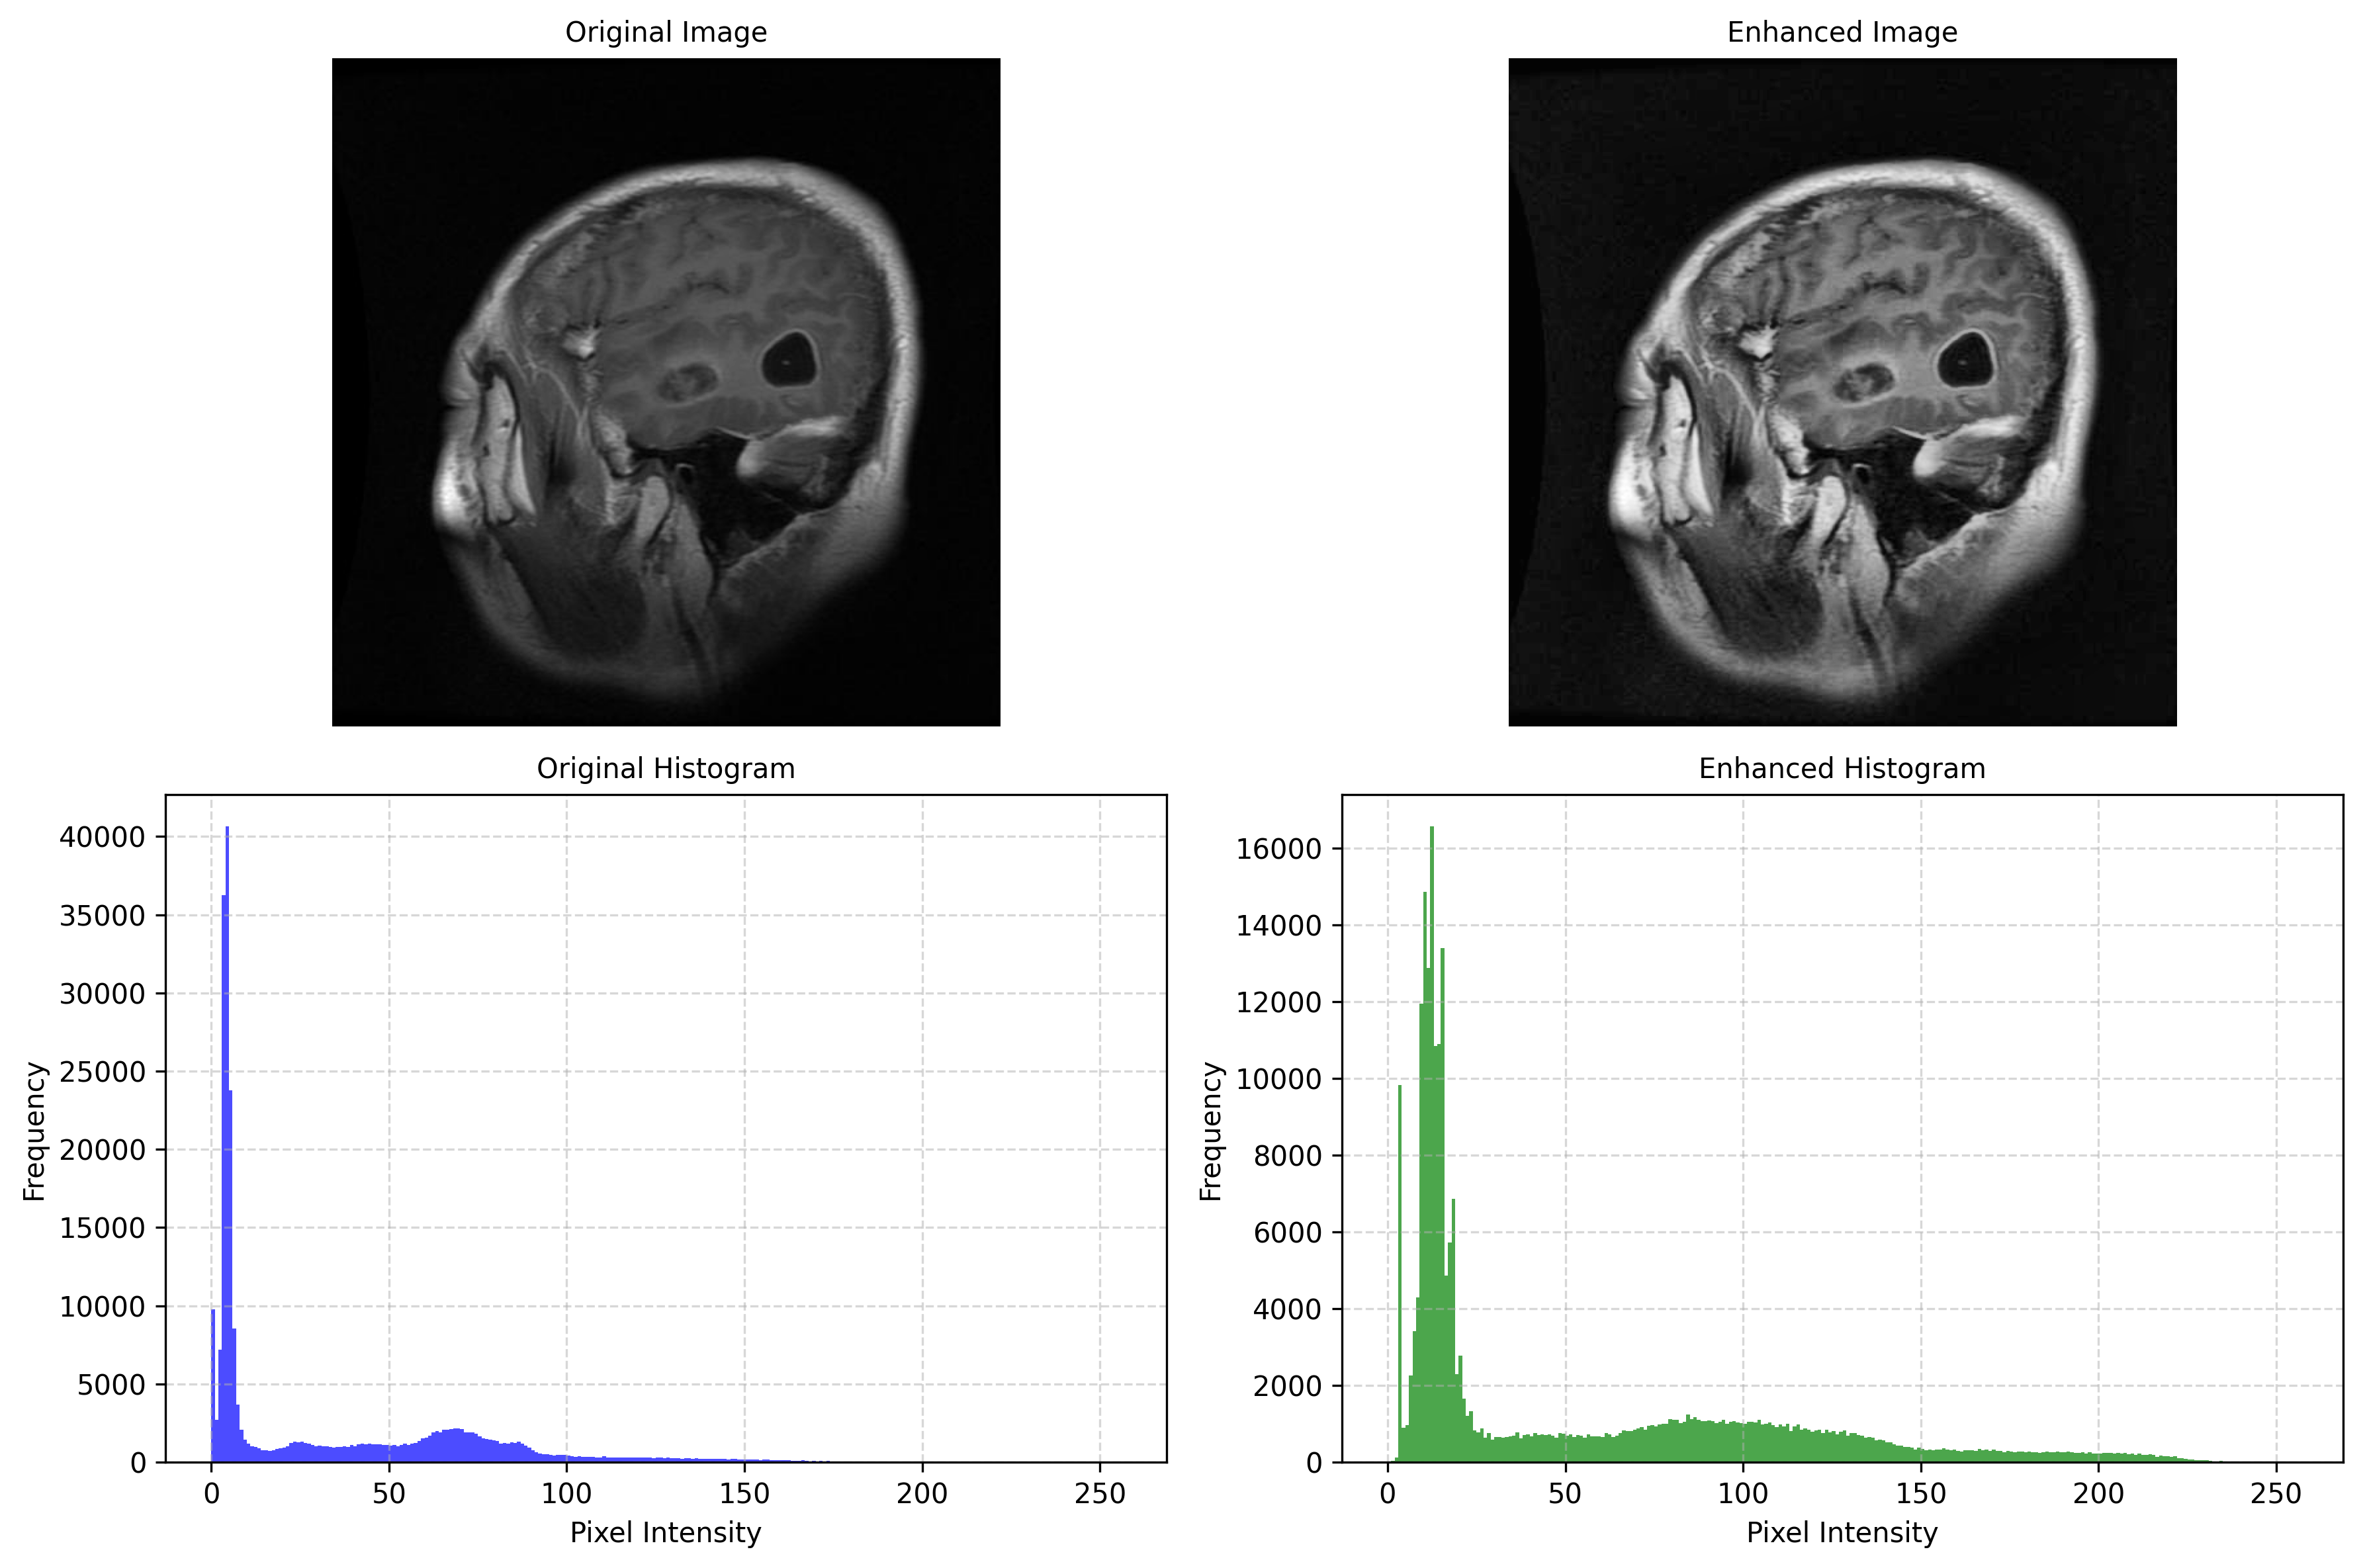 Original Image
Enhanced Image
Original Histogram
Frequency
40000
35000
30000
25000
20000
15000
10000
5000
0
0 50 100 150 200 250
Pixel Intensity
Enhanced Histogram
Frequency
16000
14000
12000
10000
8000
6000
4000
2000
0
0 50 100 150 200 250
Pixel Intensity